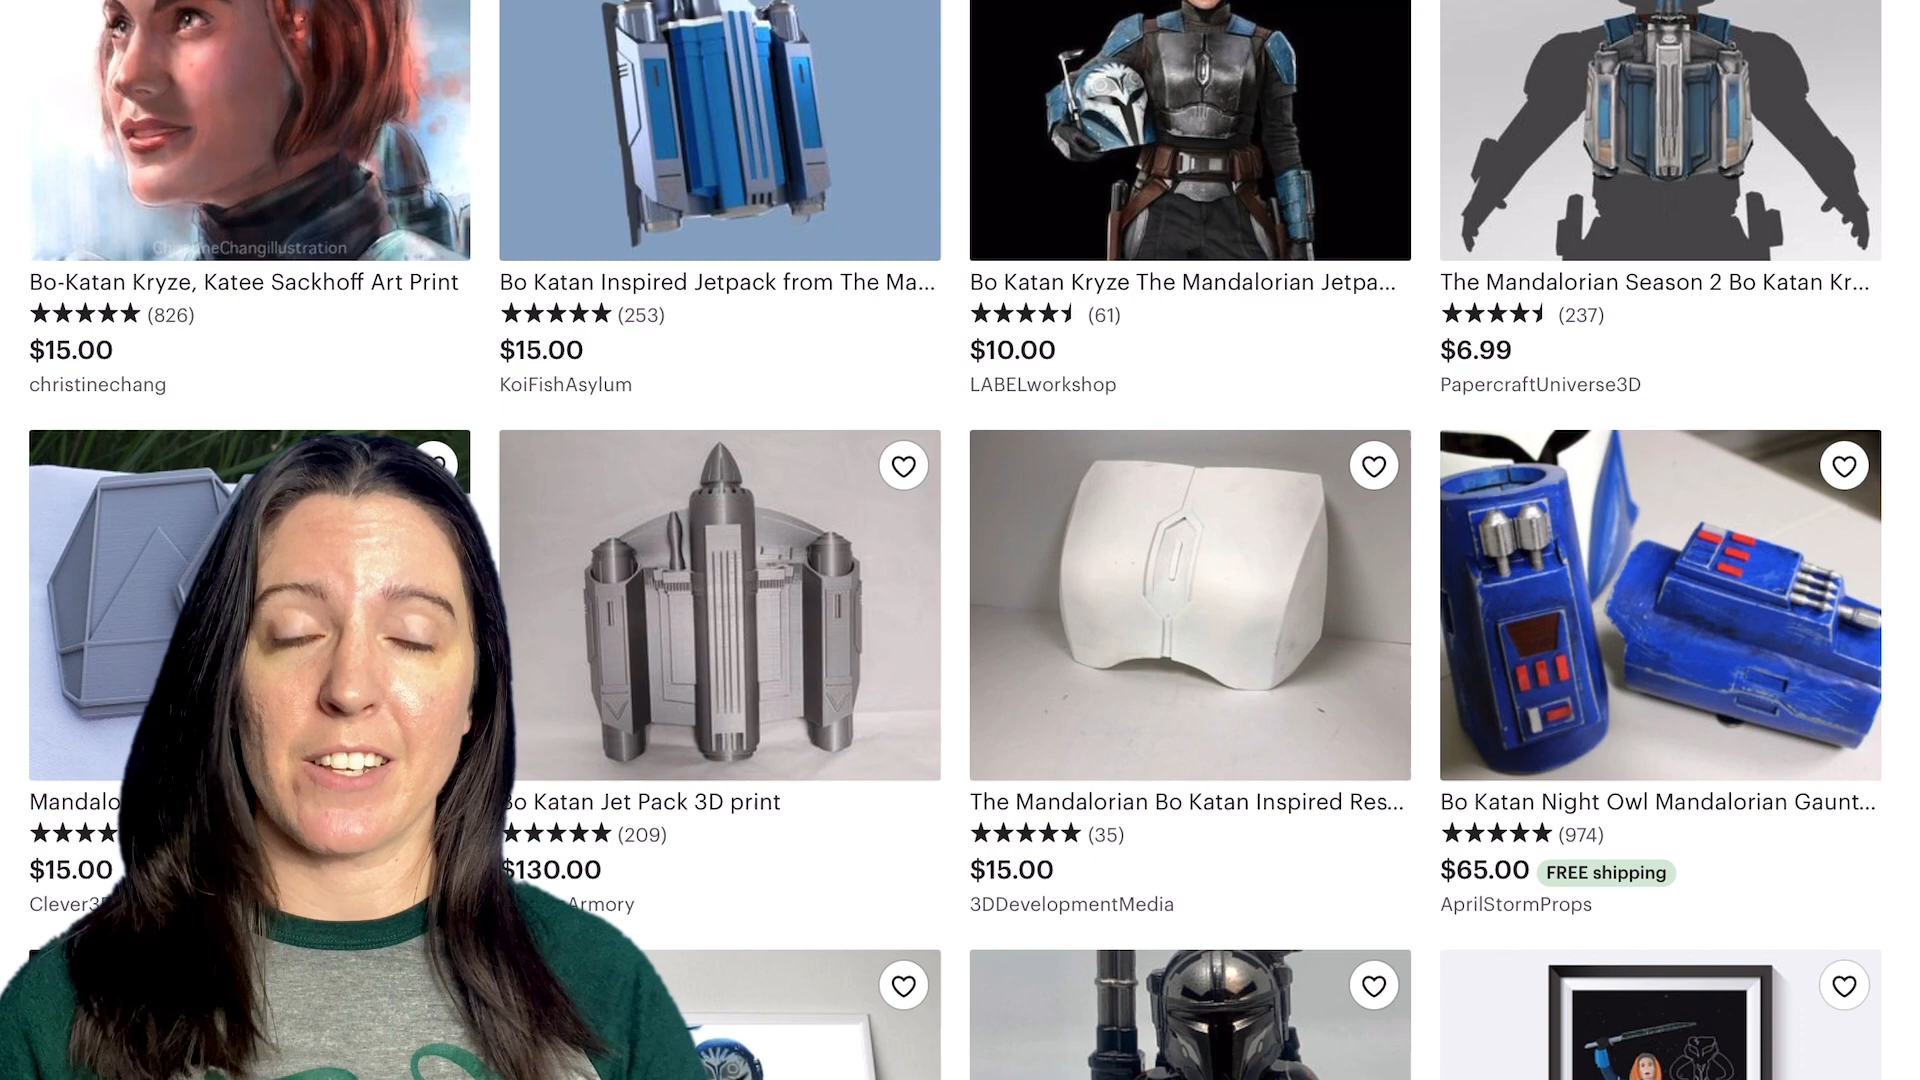 ChristineChangillustration
Bo-Katan Kryze, Katee Sackhoff Art Print
(826)
$15.00
christinechang
Bo Katan Inspired Jetpack from The Ma...
(253)
$15.00
KoiFishAsylum
Bo Katan Kryze The Mandalorian Jetpa...
(61)
$10.00
LABELworkshop
The Mandalorian Season 2 Bo Katan Kr...
(237)
$6.99
PapercraftUniverse3D
$15.00
Bo Katan Jet Pack 3D print
(209)
$130.00
Armory
The Mandalorian Bo Katan Inspired Res...
(35)
$15.00
3DDevelopmentMedia
Bo Katan Night Owl Mandalorian Gaunt...
(974)
$65.00 FREE shipping
AprilStormProps